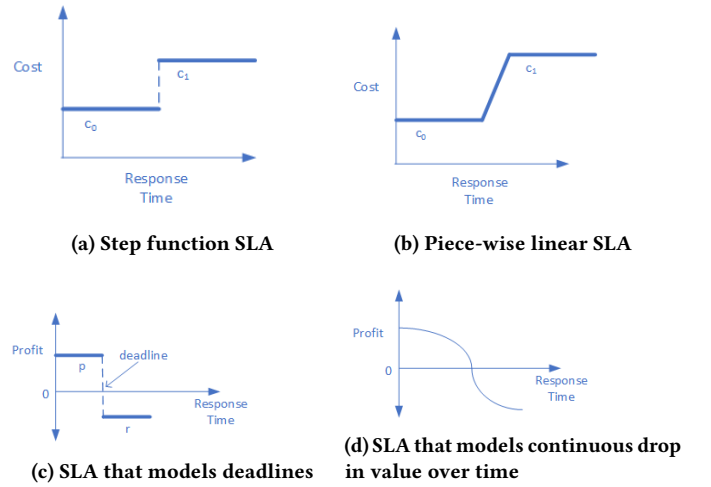 Cost
c1
c0
Response
Time
(a) Step function SLA
Cost
c1
c0
Response
Time
(b) Piece-wise linear SLA
Profit
p
deadline
0
Response
Time
r
(c) SLA that models deadlines
Profit
0
Response
Time
(d) SLA that models continuous drop
in value over time